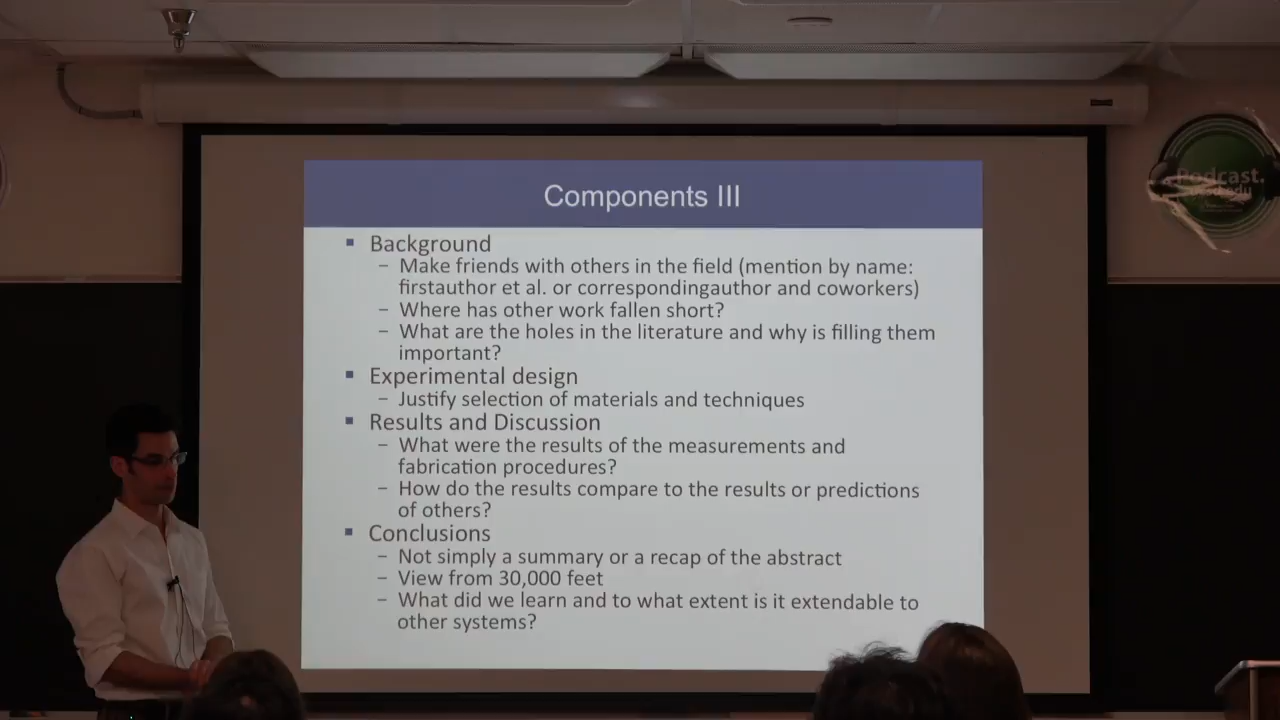 Components III
Background
– Make friends with others in the field (mention by name:
firstauthor et al. or correspondingauthor and coworkers)
– Where has other work fallen short?
– What are the holes in the literature and why is filling them
important?
Experimental design
– Justify selection of materials and techniques
Results and Discussion
– What were the results of the measurements and
fabrication procedures?
– How do the results compare to the results or predictions
of others?
Conclusions
– Not simply a summary or a recap of the abstract
– View from 30,000 feet
– What did we learn and to what extent is it extendable to
other systems?
Podcast.